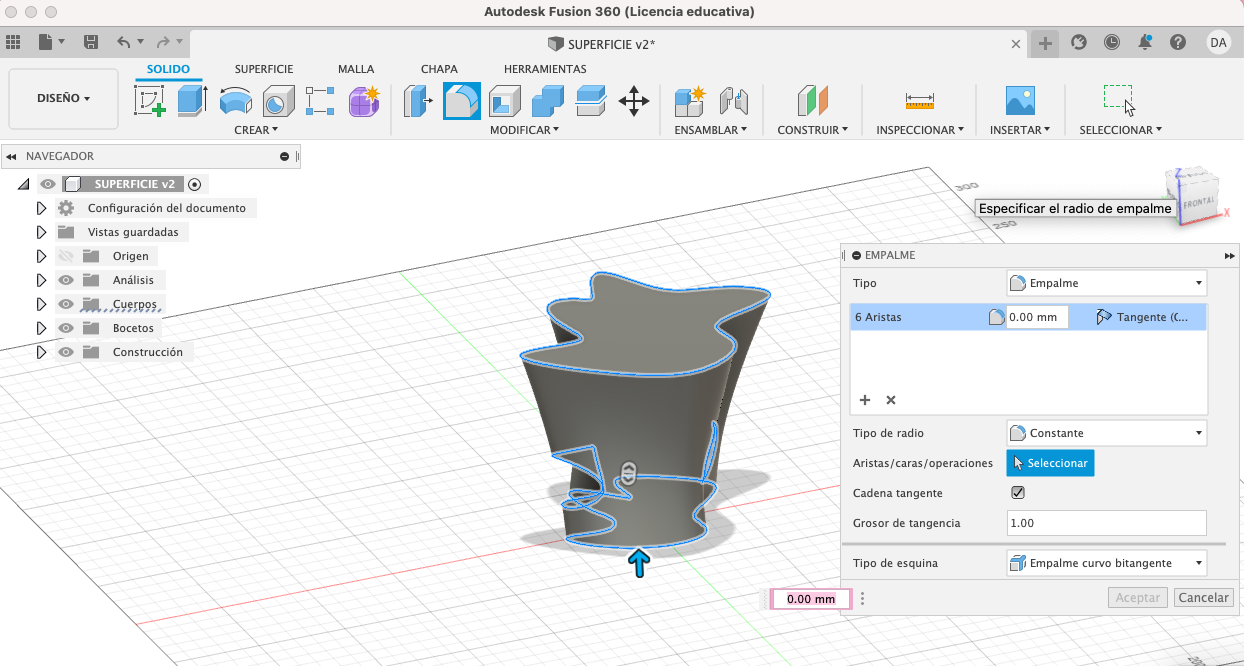 Autodesk Fusion 360 (Licencia educativa)
SUPERFICIE v2*
DA
DISEÑO
SOLIDO
SUPERFICIE
MALLA
CHAPA
HERRAMIENTAS
CREAR
MODIFICAR
ENSAMBLAR
CONSTRUIR
INSPECCIONAR
INSERTAR
SELECCIONAR
NAVEGADOR
SUPERFICIE v2
Configuración del documento
Vistas guardadas
Origen
Análisis
Cuerpos
Bocetos
Construcción
300
250
Z
FRONTAL
X
Especificar el radio de empalme
EMPALME
Tipo
Empalme
6 Aristas
0.00 mm
Tangente (G...
Tipo de radio
Constante
Aristas/caras/operaciones
Seleccionar
Cadena tangente
Grosor de tangencia
1.00
Tipo de esquina
Empalme curvo bitangente
Aceptar
Cancelar
0.00 mm